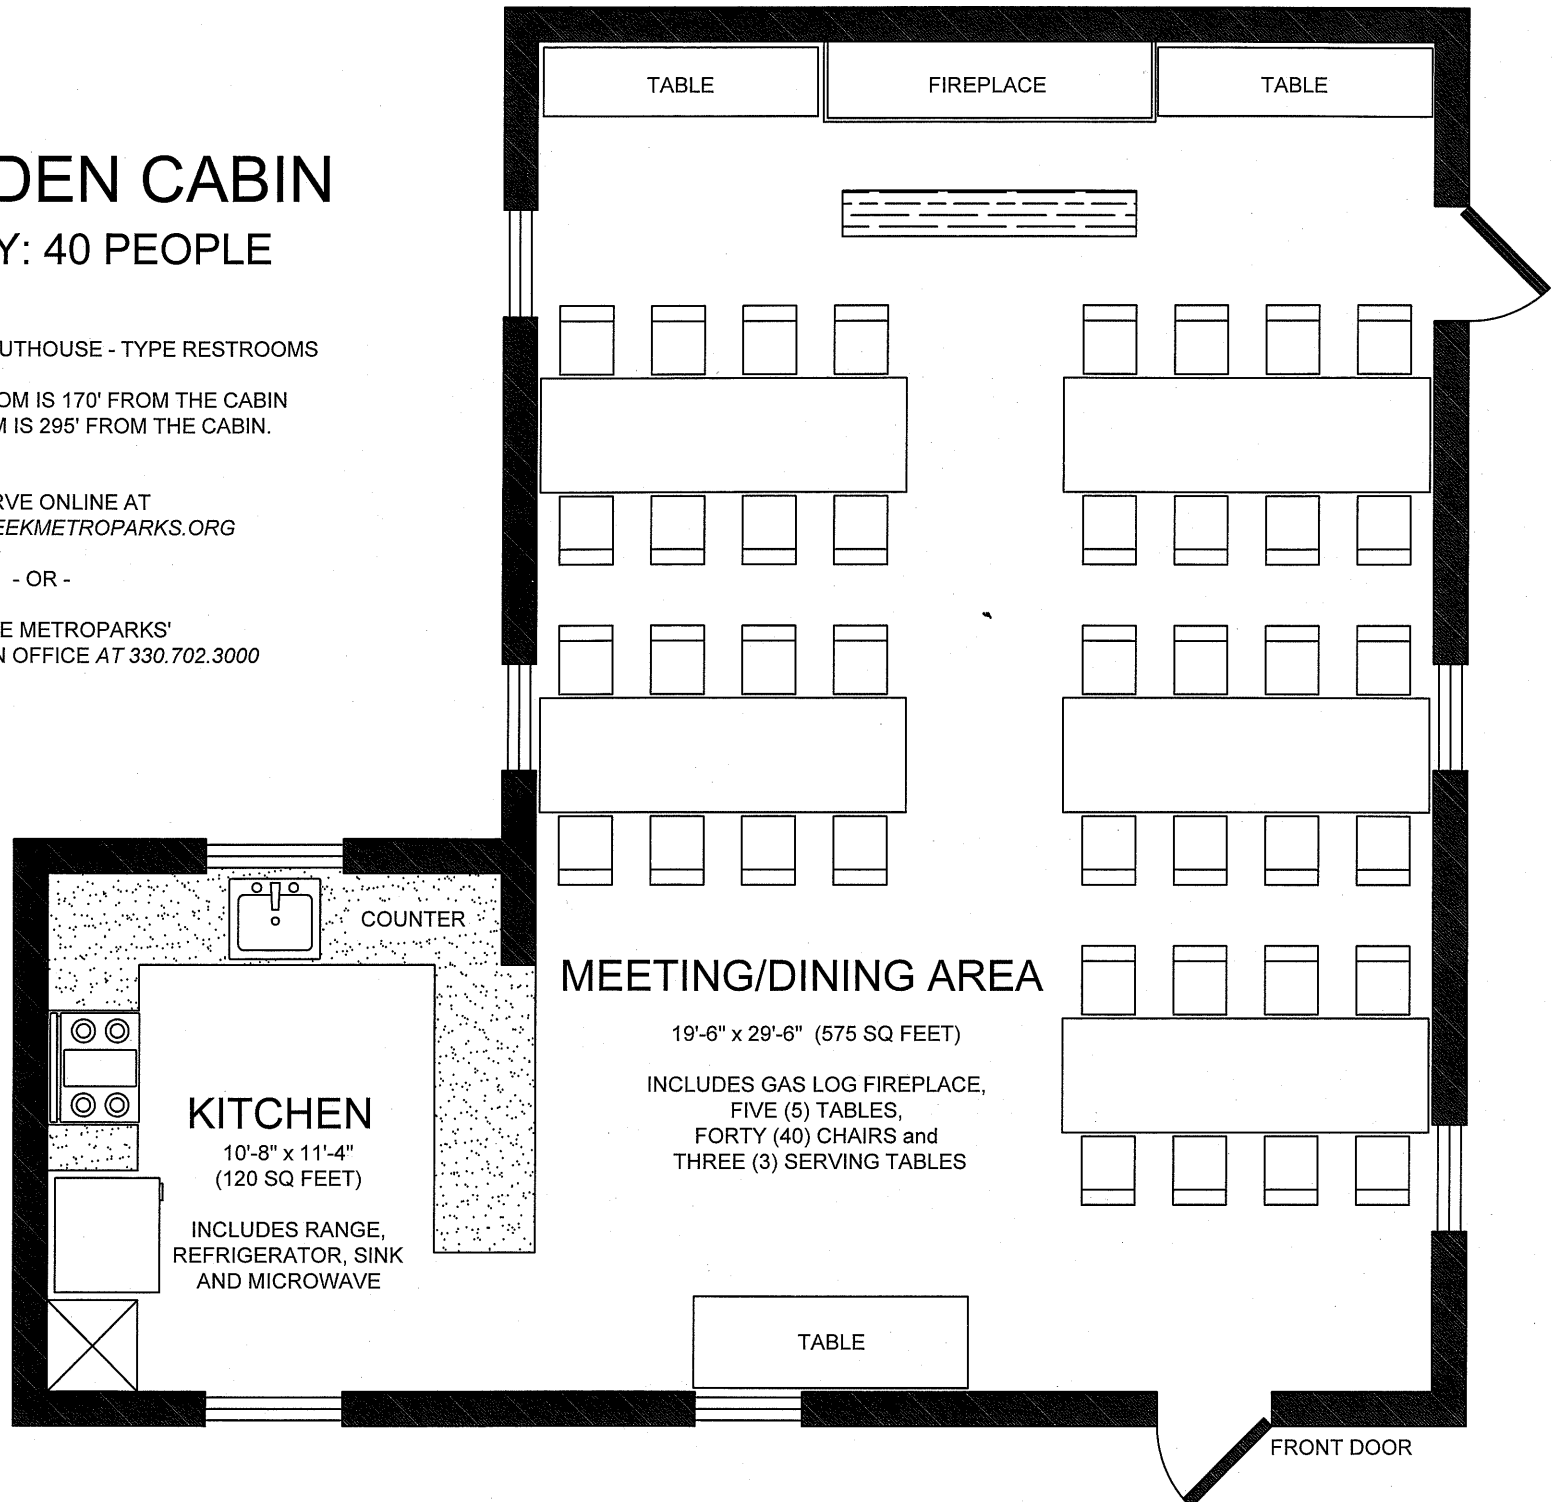 TABLE
FIREPLACE
TABLE
DEN CABIN
Y: 40 PEOPLE
UTHOUSE - TYPE RESTROOMS
OM IS 170' FROM THE CABIN
M IS 295' FROM THE CABIN.
RVE ONLINE AT
EEKMETROPARKS.ORG
- OR -
E METROPARKS'
N OFFICE AT 330.702.3000
COUNTER
MEETING/DINING AREA
19'-6" x 29'-6" (575 SQ FEET)
INCLUDES GAS LOG FIREPLACE,
FIVE (5) TABLES,
FORTY (40) CHAIRS and
THREE (3) SERVING TABLES
KITCHEN
10'-8" x 11'-4"
(120 SQ FEET)
INCLUDES RANGE,
REFRIGERATOR, SINK
AND MICROWAVE
TABLE
FRONT DOOR